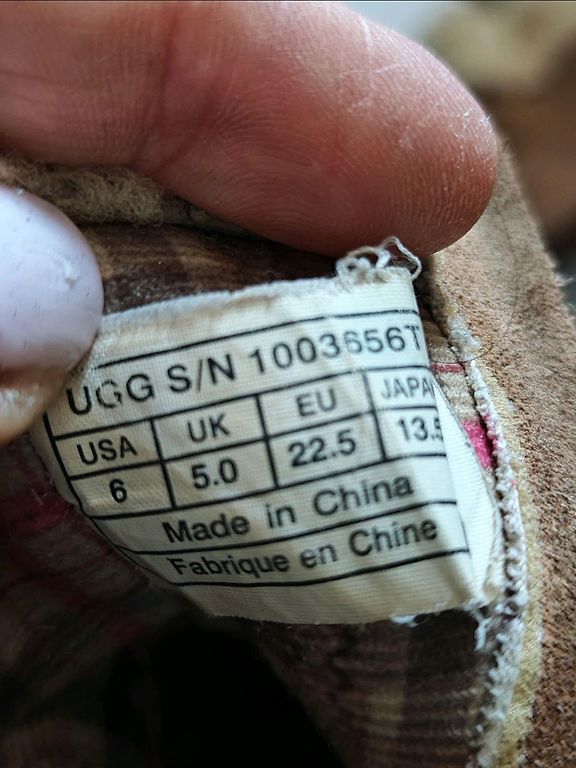 UGG S/N 1003656T
USA UK EU JAPA
6 5.0 22.5 13.5
Made in China
Fabrique en Chine